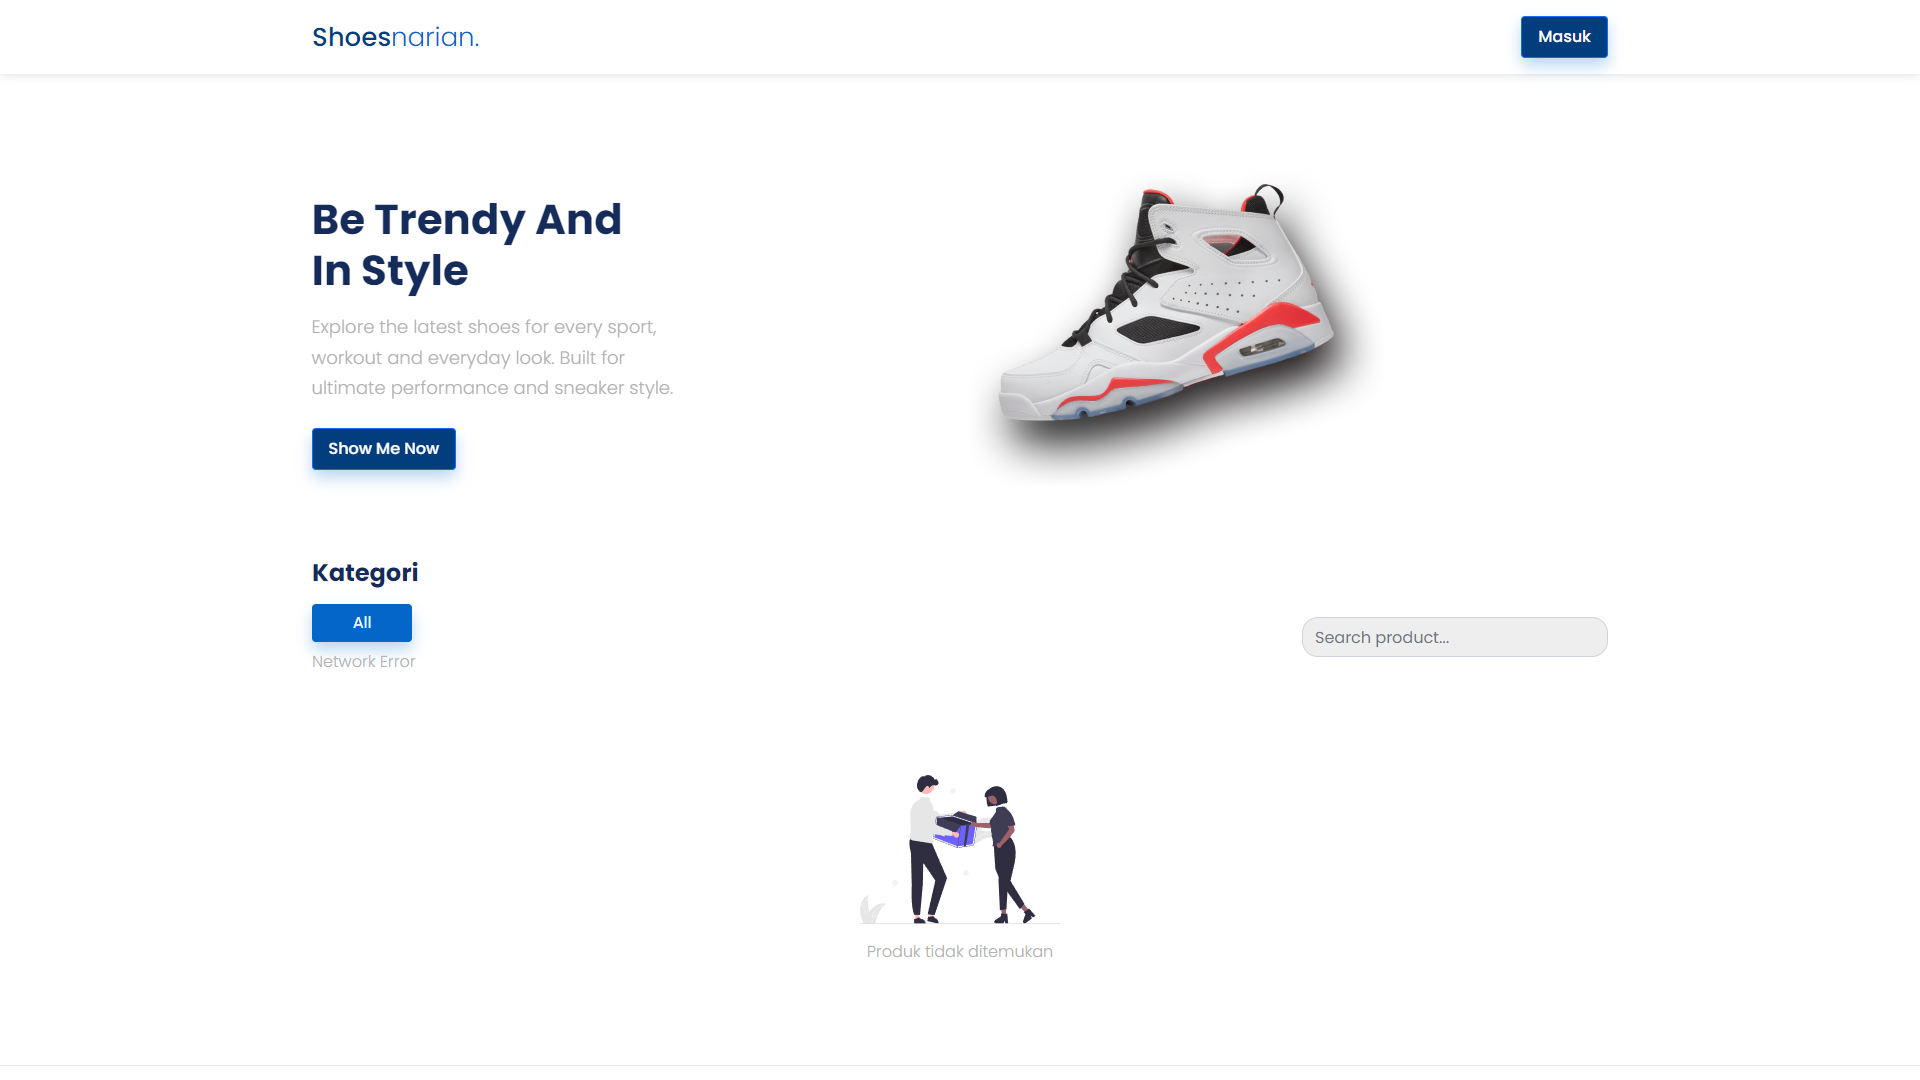 Shoesnarian.
Masuk
Be Trendy And
In Style
Explore the latest shoes for every sport,
workout and everyday look. Built for
ultimate performance and sneaker style.
Show Me Now
Kategori
All
Network Error
Search product...
Produk tidak ditemukan